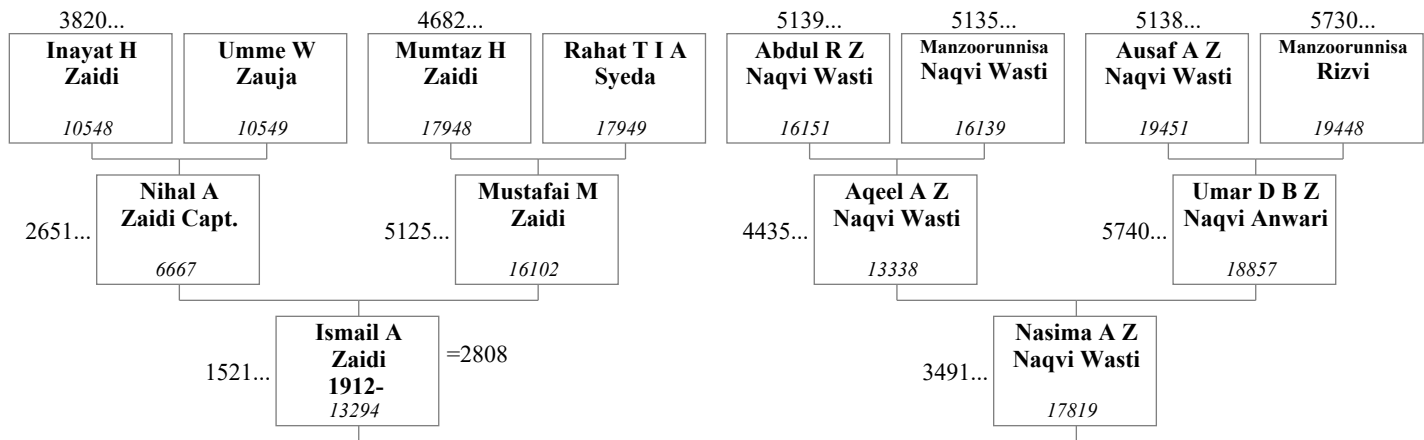 3820...
4682...
5139...
5135...
5138...
5730...
Inayat H
Zaidi
10548
Umme W
Zauja
10549
Mumtaz H
Zaidi
17948
Rahat T I A
Syeda
17949
Abdul R Z
Naqvi Wasti
16151
Manzoorunnisa
Naqvi Wasti
16139
Ausaf A Z
Naqvi Wasti
19451
Manzoorunnisa
Rizvi
19448
2651...
Nihal A
Zaidi Capt.
6667
5125...
Mustafai M
Zaidi
16102
4435...
Aqeel A Z
Naqvi Wasti
13338
5740...
Umar D B Z
Naqvi Anwari
18857
1521...
Ismail A
Zaidi
1912-
13294
=2808
3491...
Nasima A Z
Naqvi Wasti
17819